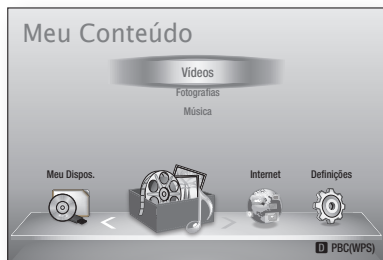 Meu Conteúdo
Vídeos
Fotografias
Música
Meu Dispos.
Internet
Definições
D PBC(WPS)